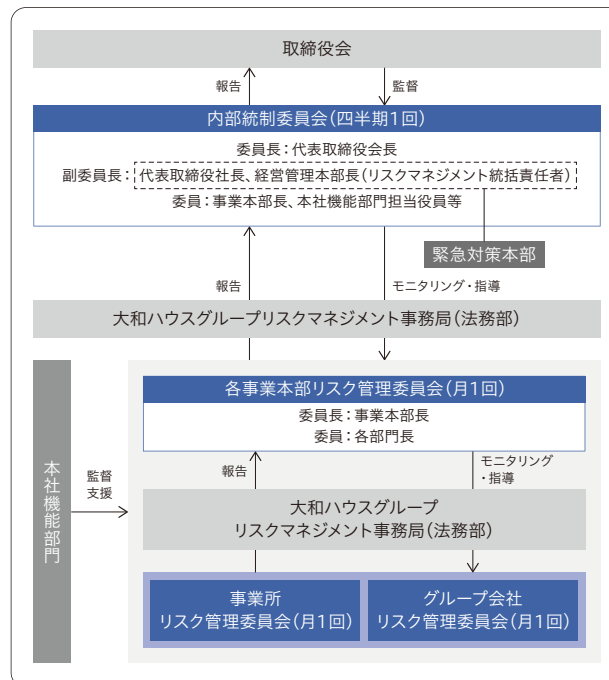 取締役会
報告
監督
内部統制委員会(四半期1回)
委員長：代表取締役会長
副委員長：代表取締役社長、経営管理本部長(リスクマネジメント統括責任者)
委員：事業本部長、本社機能部門担当役員等
緊急対策本部
報告
モニタリング・指導
大和ハウスグループリスクマネジメント事務局(法務部)
各事業本部リスク管理委員会(月1回)
委員長：事業本部長
委員：各部門長
本社機能部門
監督
支援
報告
モニタリング
・指導
大和ハウスグループ
リスクマネジメント事務局(法務部)
事業所
リスク管理委員会(月1回)
グループ会社
リスク管理委員会(月1回)